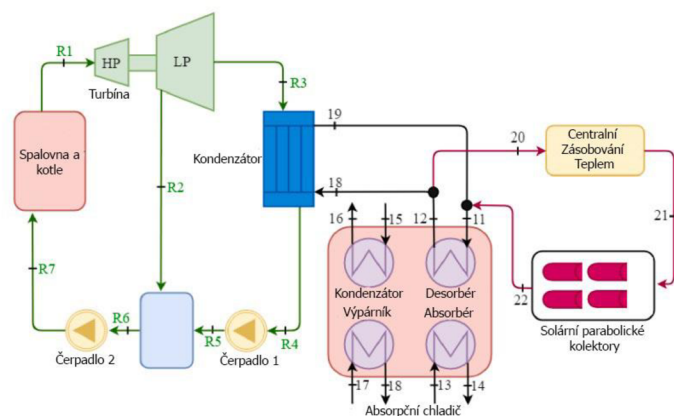 R1
HP
LP
Turbína
R3
19
20
Centralní
Zásobování
Teplem
Spalovna a
kotle
Kondenzátor
R2
18
16
15
12
11
21
R7
Kondenzátor
Desorbér
22
Výpárník
Absorbér
Solární parabolické
kolektory
R6
R5
R4
Čerpadlo 2
Čerpadlo 1
17
18
13
14
Absorpční chladič